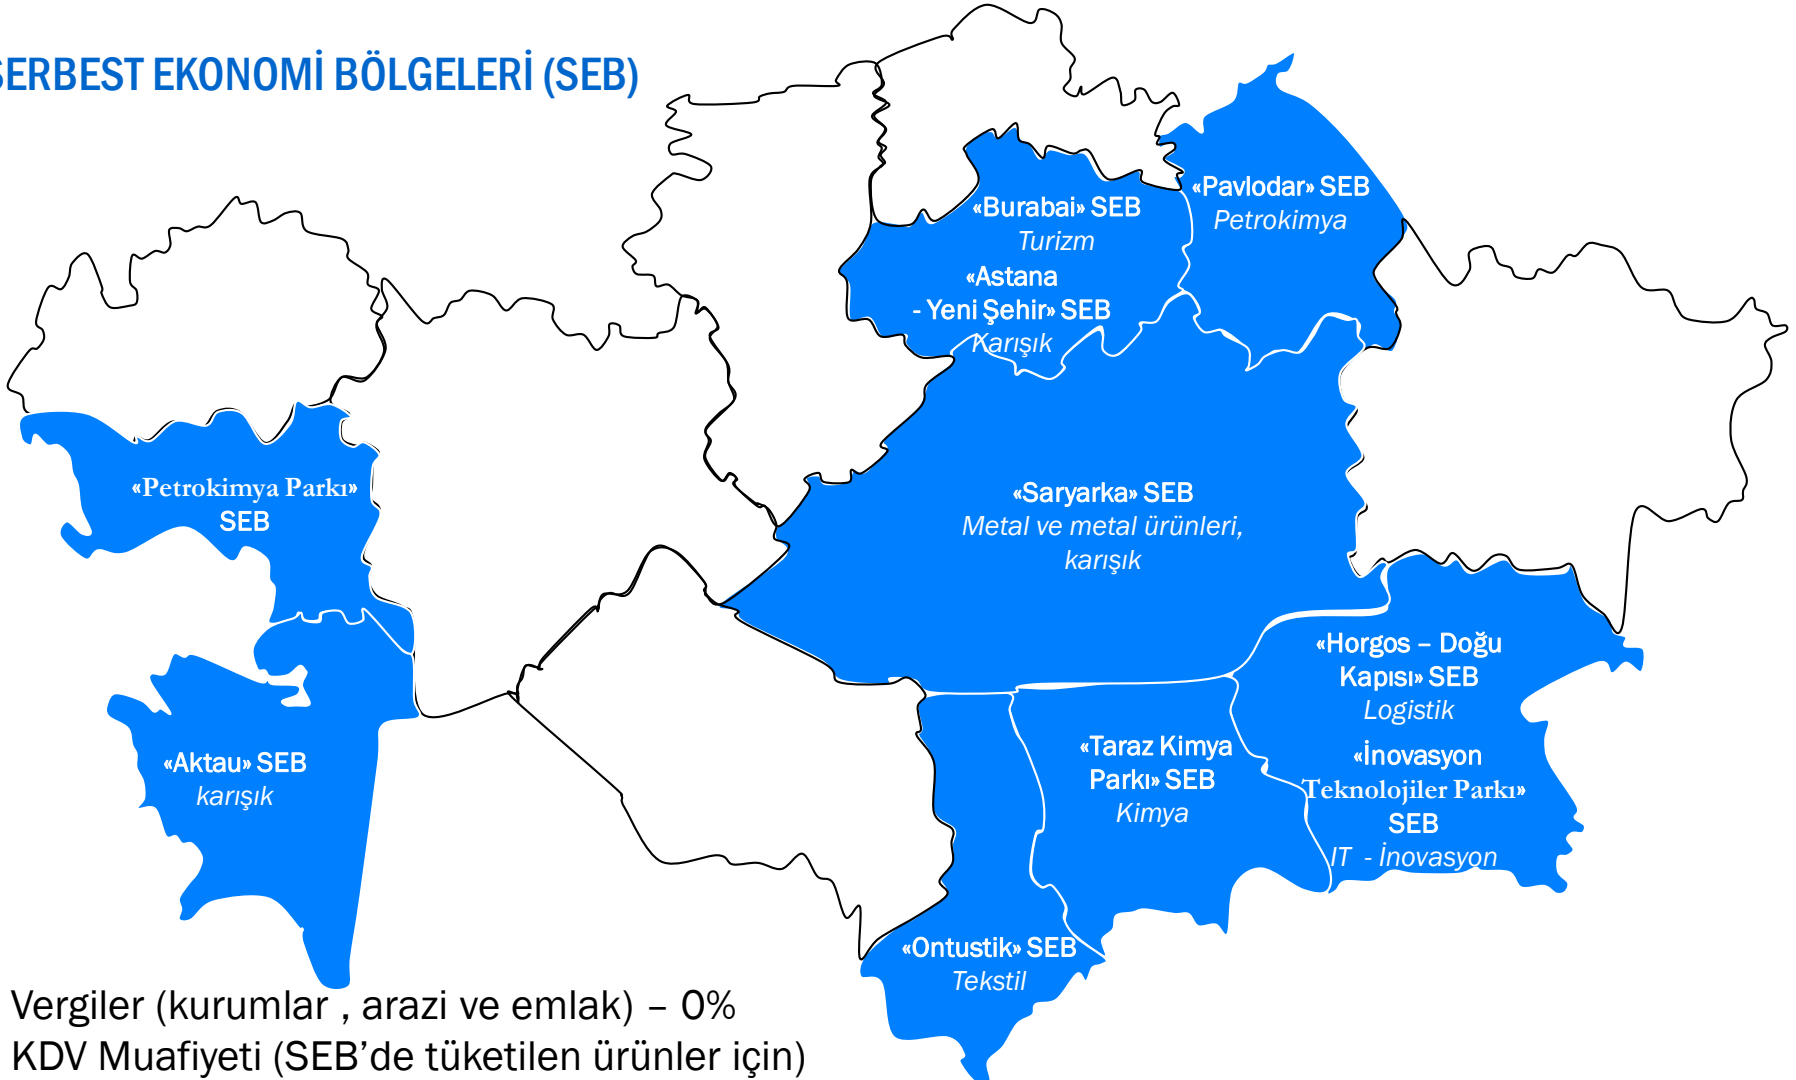 SERBEST EKONOMİ BÖLGELERİ (SEB)
«Pavlodar» SEB
Petrokimya
«Burabai» SEB
Turizm
«Astana
- Yeni Şehir» SEB
Karışık
«Petrokimya Parkı»
SEB
«Saryarka» SEB
Metal ve metal ürünleri,
karışık
«Horgos – Doğu
Kapısı» SEB
Logistik
«İnovasyon
Teknolojiler Parkı»
SEB
IT - İnovasyon
«Taraz Kimya
Parkı» SEB
Kimya
«Aktau» SEB
karışık
«Ontustik» SEB
Tekstil
Vergiler (kurumlar , arazi ve emlak) – 0%
KDV Muafiyeti (SEB’de tüketilen ürünler için)